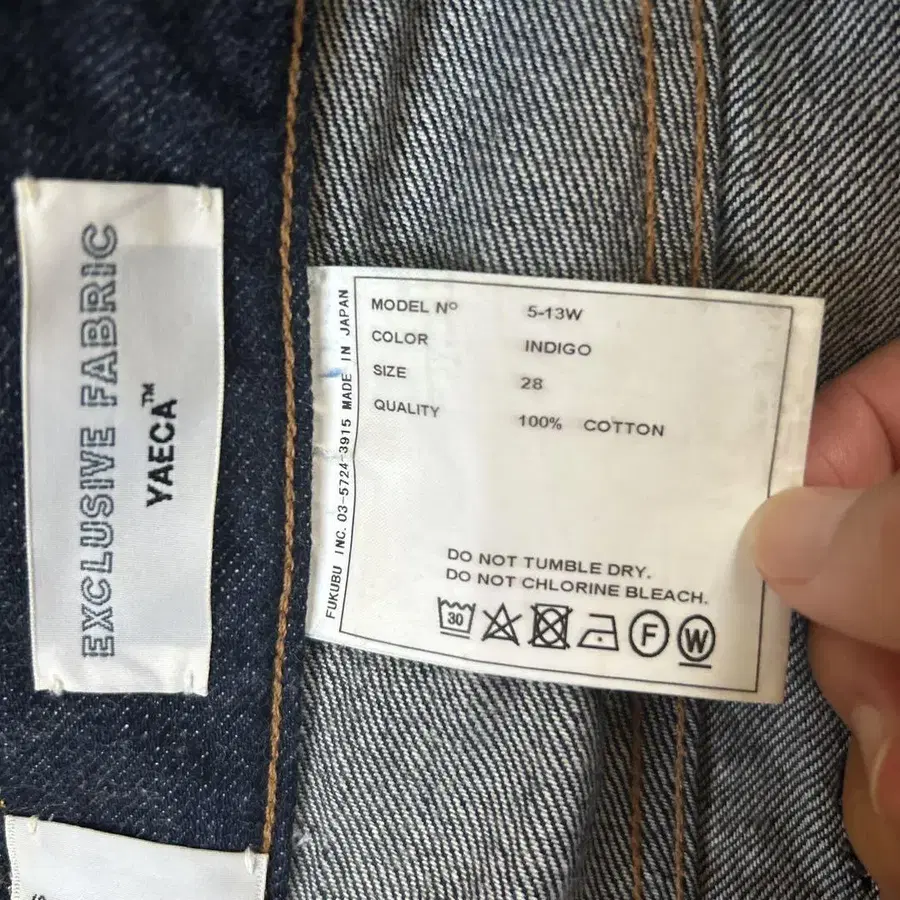 EXCLUSIVE FABRIC
YAECA™
FUKUBU INC. 03-5724-3915 MADE IN JAPAN
MODEL Nº 5-13W
COLOR INDIGO
SIZE 28
QUALITY 100% COTTON
DO NOT TUMBLE DRY.
DO NOT CHLORINE BLEACH.
30 F W